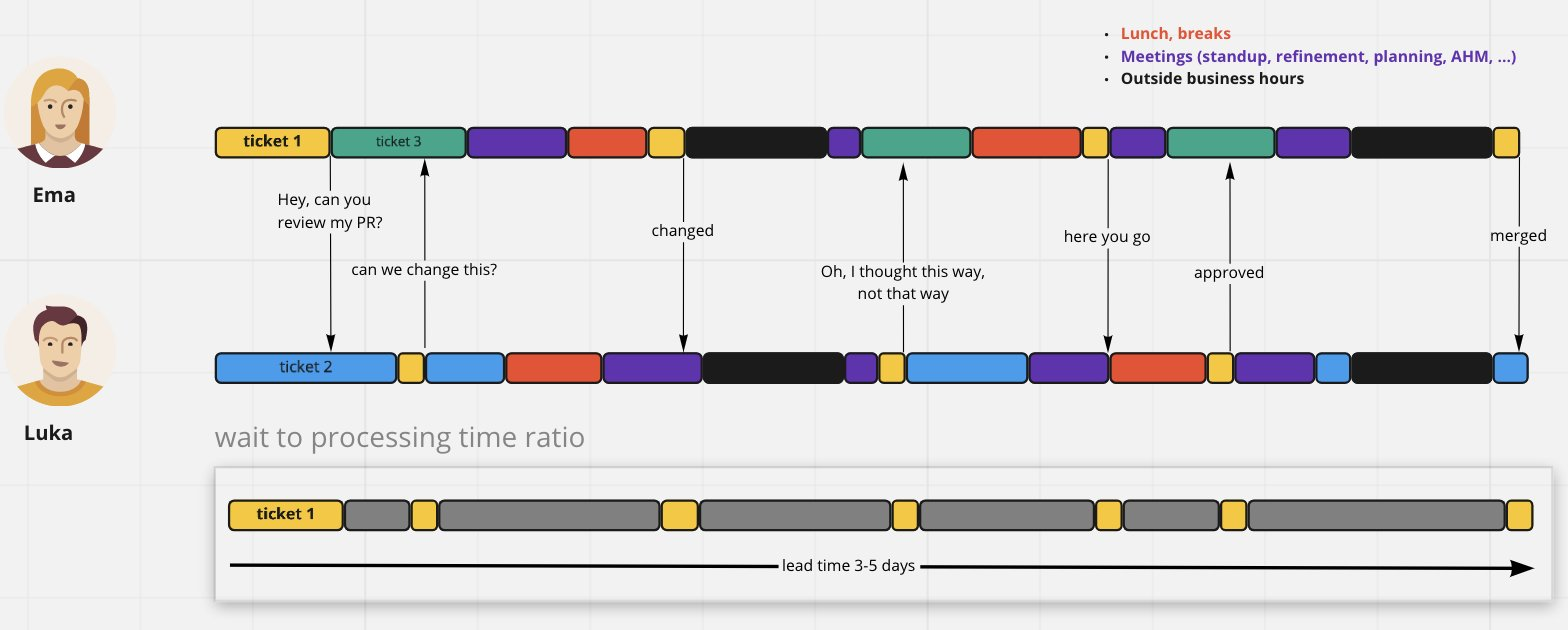 Lunch, breaks
Meetings (standup, refinement, planning, AHM, ...)
Outside business hours
ticket 1
ticket 3
Ema
Hey, can you
review my PR?
can we change this?
changed
Oh, I thought this way,
not that way
here you go
approved
merged
ticket 2
Luka
wait to processing time ratio
ticket 1
lead time 3-5 days